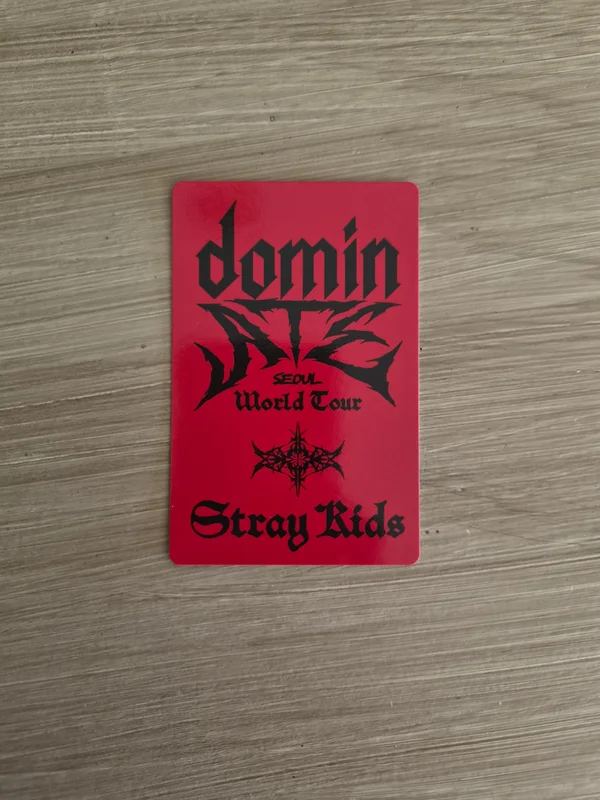 domin
ATE
SEOUL
World Tour
Stray Kids